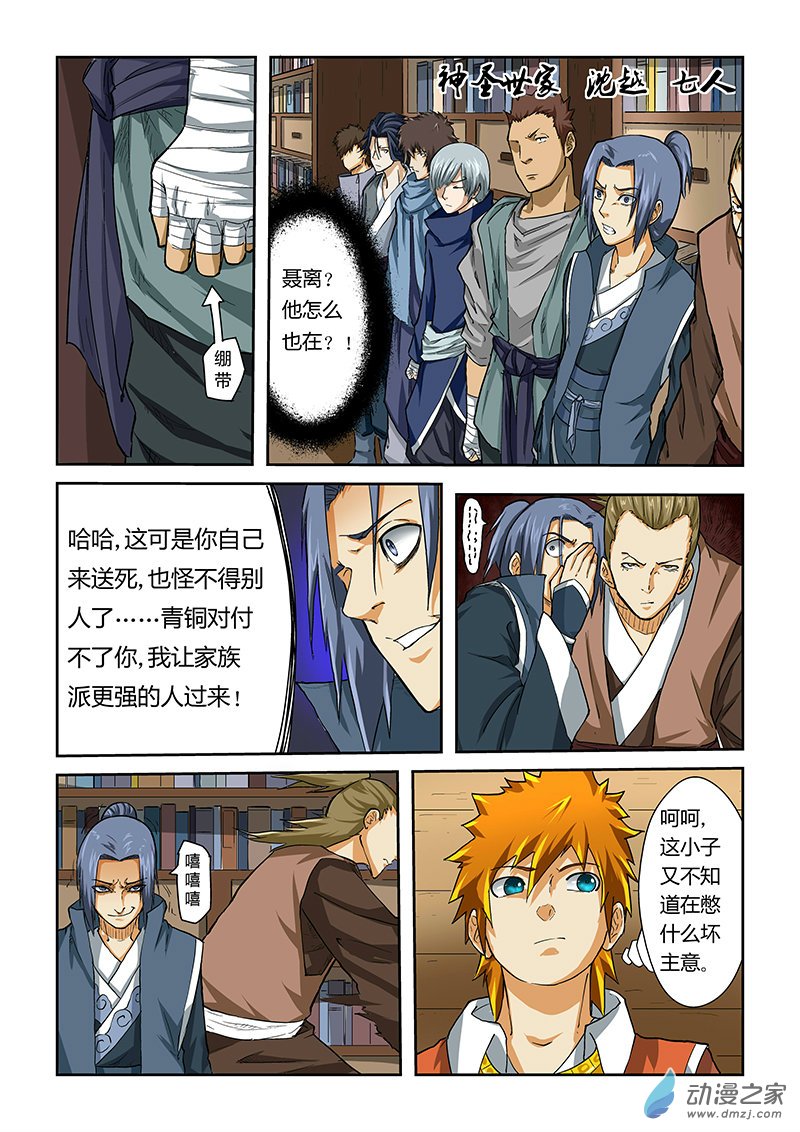 绷
带
神圣世家 沈越 七人
聂离?
他怎么
也在?!
哈哈,这可是你自己
来送死,也怪不得别
人了……青铜对付
不了你,我让家族
派更强的人过来!
嘻
嘻
嘻
呵呵,
这小子
又不知
道在憋
什么坏
主意。
动漫之家
www.dmzj.com